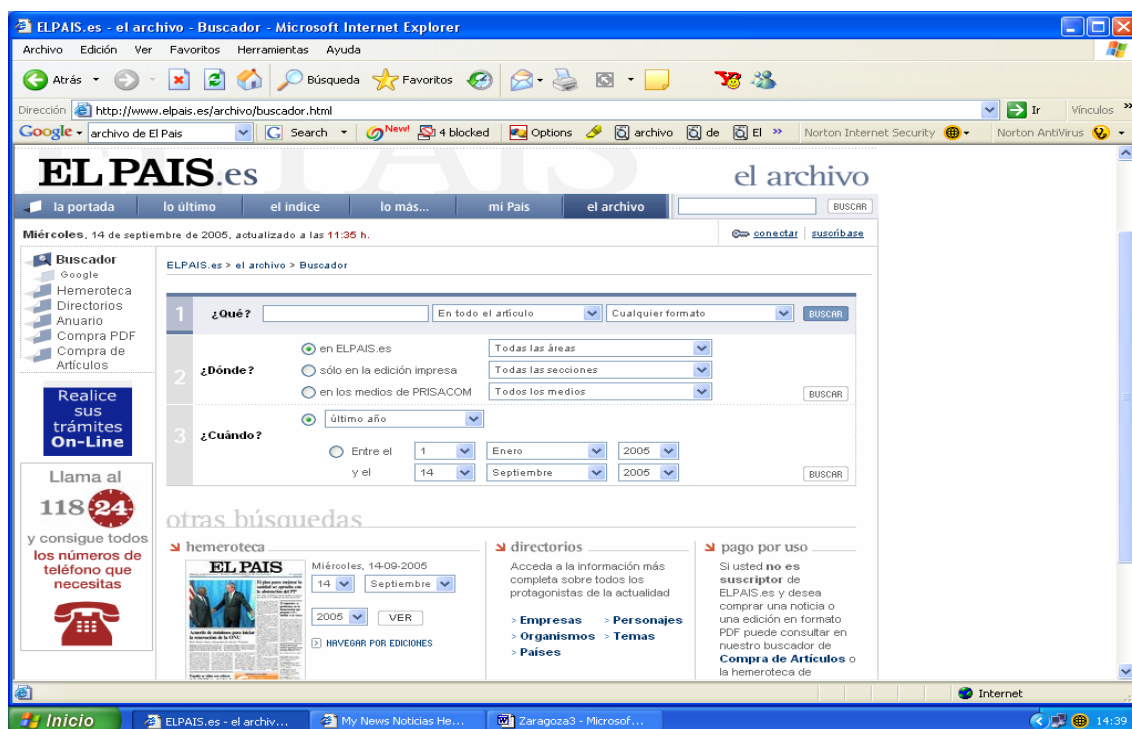 ELPAIS.es - el archivo - Buscador - Microsoft Internet Explorer
Archivo Edición Ver Favoritos Herramientas Ayuda
Atrás Búsqueda Favoritos
Dirección http://www.elpais.es/archivo/buscador.html Ir Vínculos »
Google archivo de El Pais G Search New! 4 blocked Options archivo de El » Norton Internet Security Norton AntiVirus
EL PAIS.es el archivo
la portada lo último el índice lo más... mi País el archivo BUSCAR
Miércoles, 14 de septiembre de 2005, actualizado a las 11:35 h. conectar suscríbase
Buscador
Google
Hemeroteca
Directorios
Anuario
Compra PDF
Compra de
Artículos
ELPAIS.es > el archivo > Buscador
1 ¿Qué? En todo el artículo Cualquier formato BUSCAR
2 ¿Dónde? en ELPAIS.es Todas las áreas
sólo en la edición impresa Todas las secciones
en los medios de PRISACOM Todos los medios BUSCAR
3 ¿Cuándo? último año
Entre el 1 Enero 2005
y el 14 Septiembre 2005 BUSCAR
Realice
sus
trámites
On-Line
Llama al
118 24
y consigue todos
los números de
teléfono que
necesitas
otras búsquedas
hemeroteca
EL PAIS
Miércoles, 14-09-2005
14 Septiembre
2005 VER
NAVEGAR POR EDICIONES
directorios
Acceda a la información más
completa sobre todos los
protagonistas de la actualidad
> Empresas > Personajes
> Organismos > Temas
> Países
pago por uso
Si usted no es
suscriptor de
ELPAIS.es y desea
comprar una noticia o
una edición en formato
PDF puede consultar en
nuestro buscador de
Compra de Artículos o
la hemeroteca de
Internet
Inicio ELPAIS.es - el archiv... My News Noticias He... Zaragoza3 - Microsof... 14:39